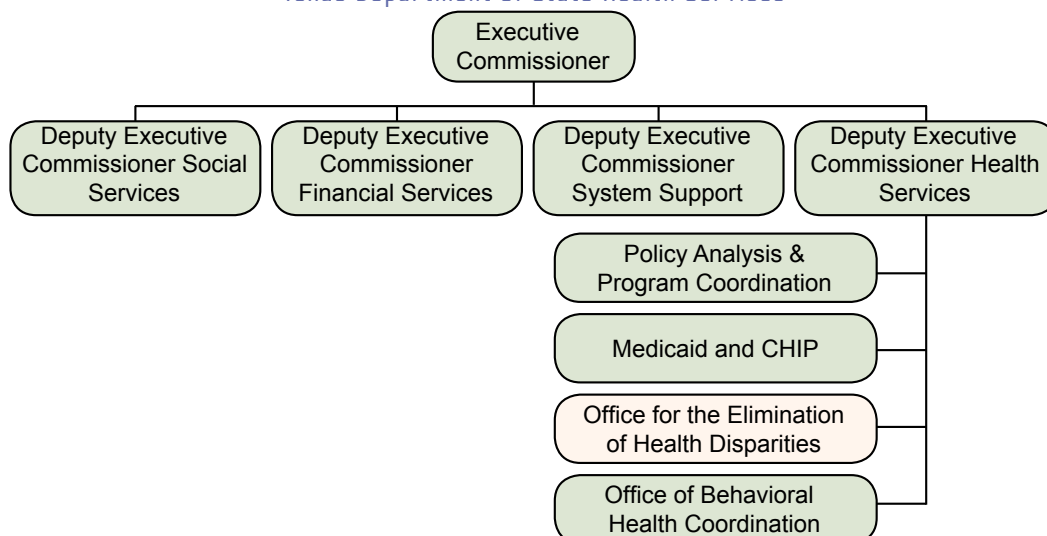 Executive
Commissioner
Deputy Executive
Commissioner Social
Services
Deputy Executive
Commissioner
Financial Services
Deputy Executive
Commissioner
System Support
Deputy Executive
Commissioner Health
Services
Policy Analysis &
Program Coordination
Medicaid and CHIP
Office for the Elimination
of Health Disparities
Office of Behavioral
Health Coordination